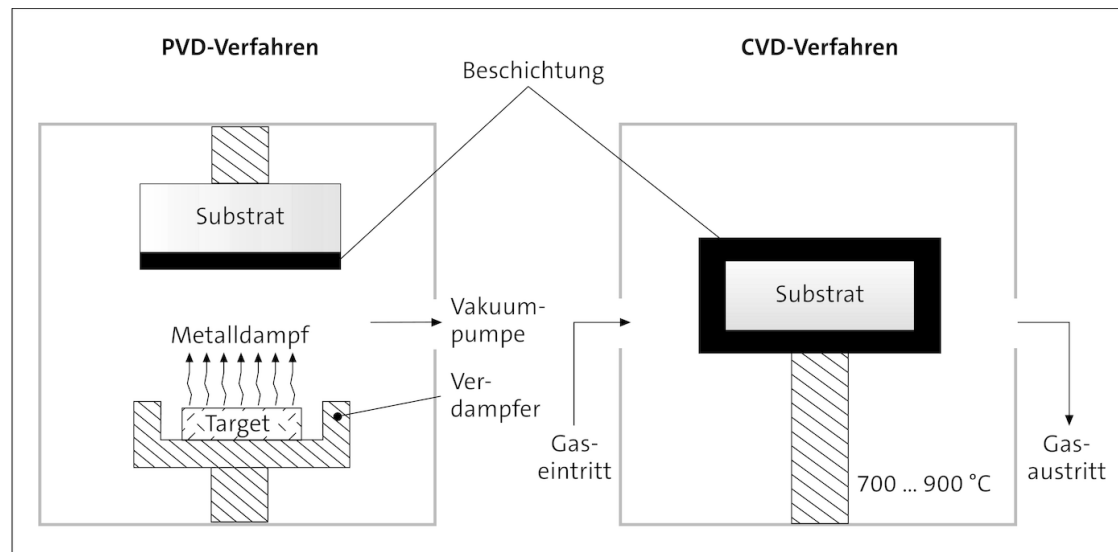 PVD-Verfahren
CVD-Verfahren
Beschichtung
Substrat
Substrat
Metalldampf
Vakuum-
pumpe
Ver-
dampfer
Target
Gas-
eintritt
Gas-
austritt
700 ... 900 °C